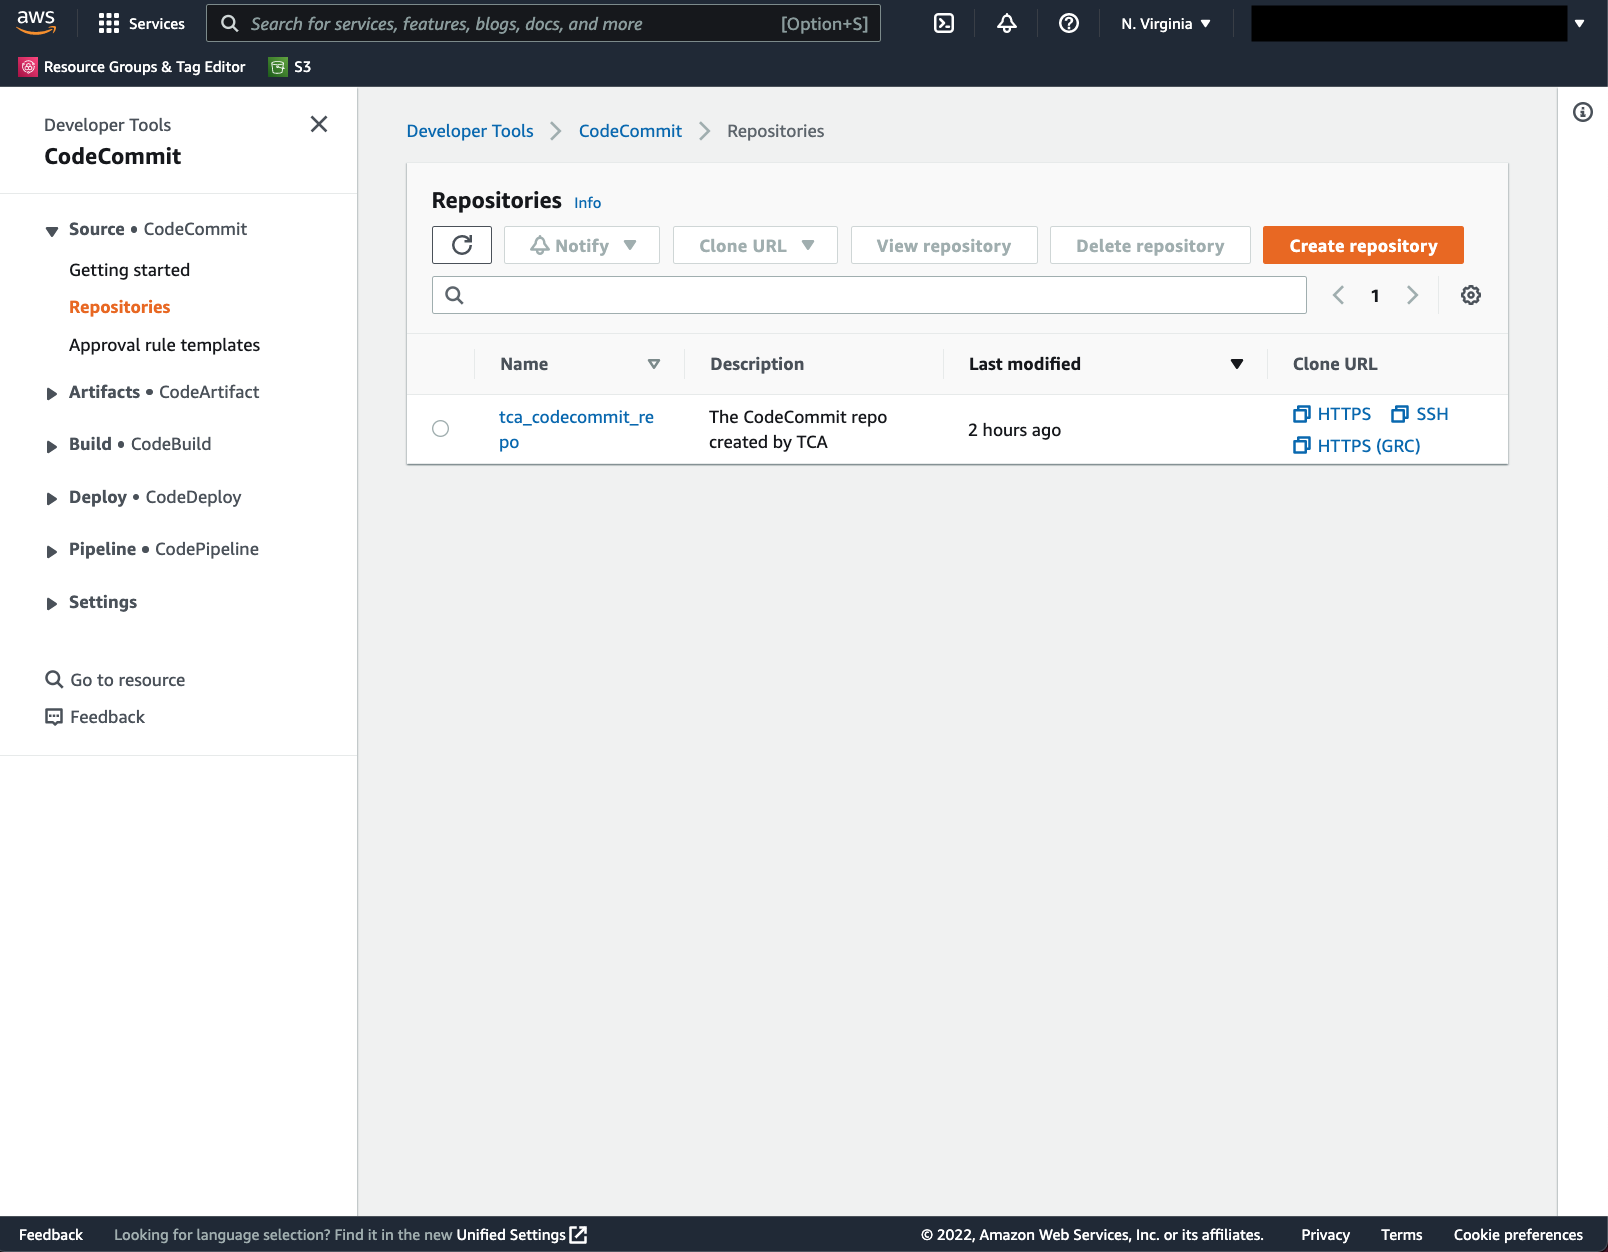 aws
Services
Search for services, features, blogs, docs, and more [Option+S]
N. Virginia
Resource Groups & Tag Editor
S3
Developer Tools
CodeCommit
Source • CodeCommit
Getting started
Repositories
Approval rule templates
Artifacts • CodeArtifact
Build • CodeBuild
Deploy • CodeDeploy
Pipeline • CodePipeline
Settings
Go to resource
Feedback
Developer Tools CodeCommit Repositories
Repositories Info
Notify Clone URL View repository Delete repository Create repository
1
Name Description Last modified Clone URL
tca_codecommit_re
po
The CodeCommit repo
created by TCA
2 hours ago
HTTPS SSH
HTTPS (GRC)
Feedback Looking for language selection? Find it in the new Unified Settings © 2022, Amazon Web Services, Inc. or its affiliates. Privacy Terms Cookie preferences